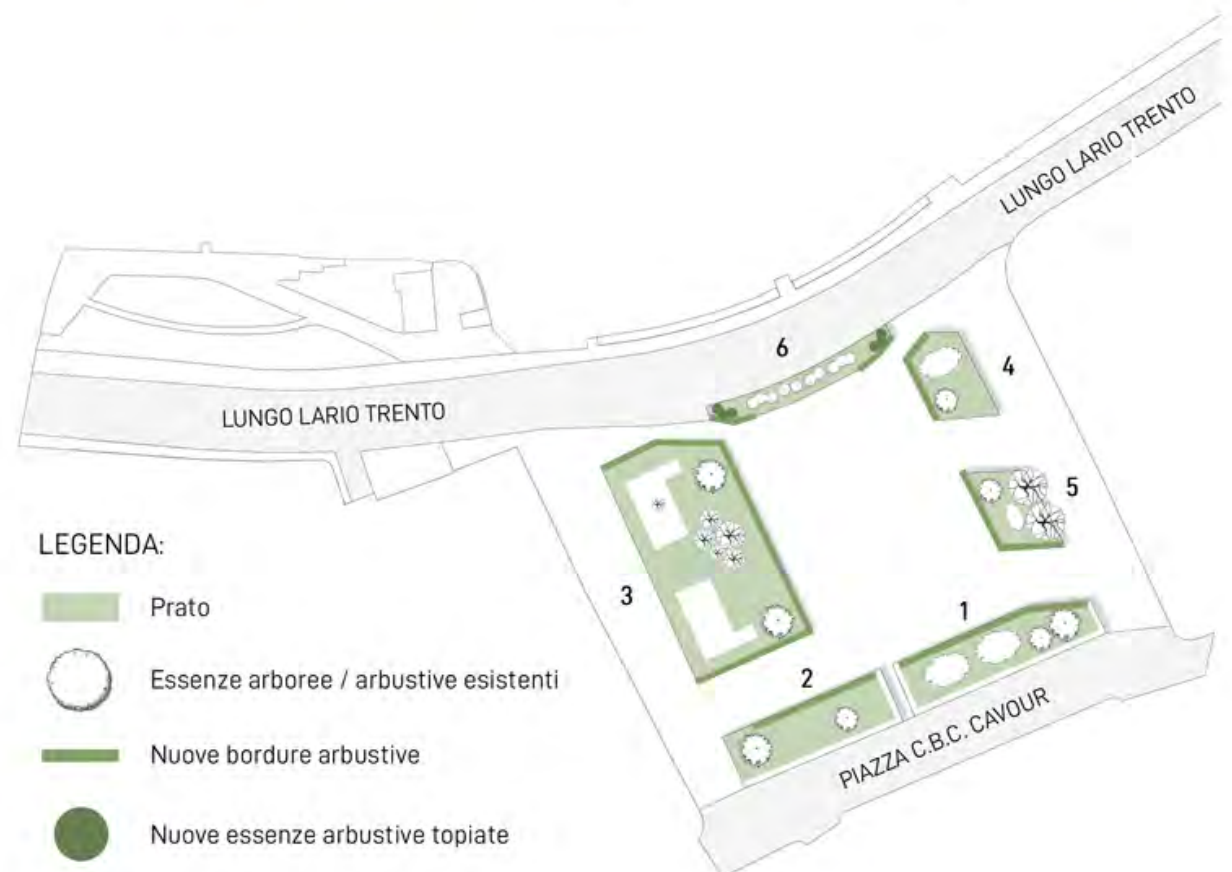 LUNGO LARIO TRENTO
6
4
LUNGO LARIO TRENTO
5
LEGENDA:
3
1
Prato
2
Essenze arboree / arbustive esistenti
PIAZZA C.B.C. CAVOUR
Nuove bordure arbustive
Nuove essenze arbustive topiate